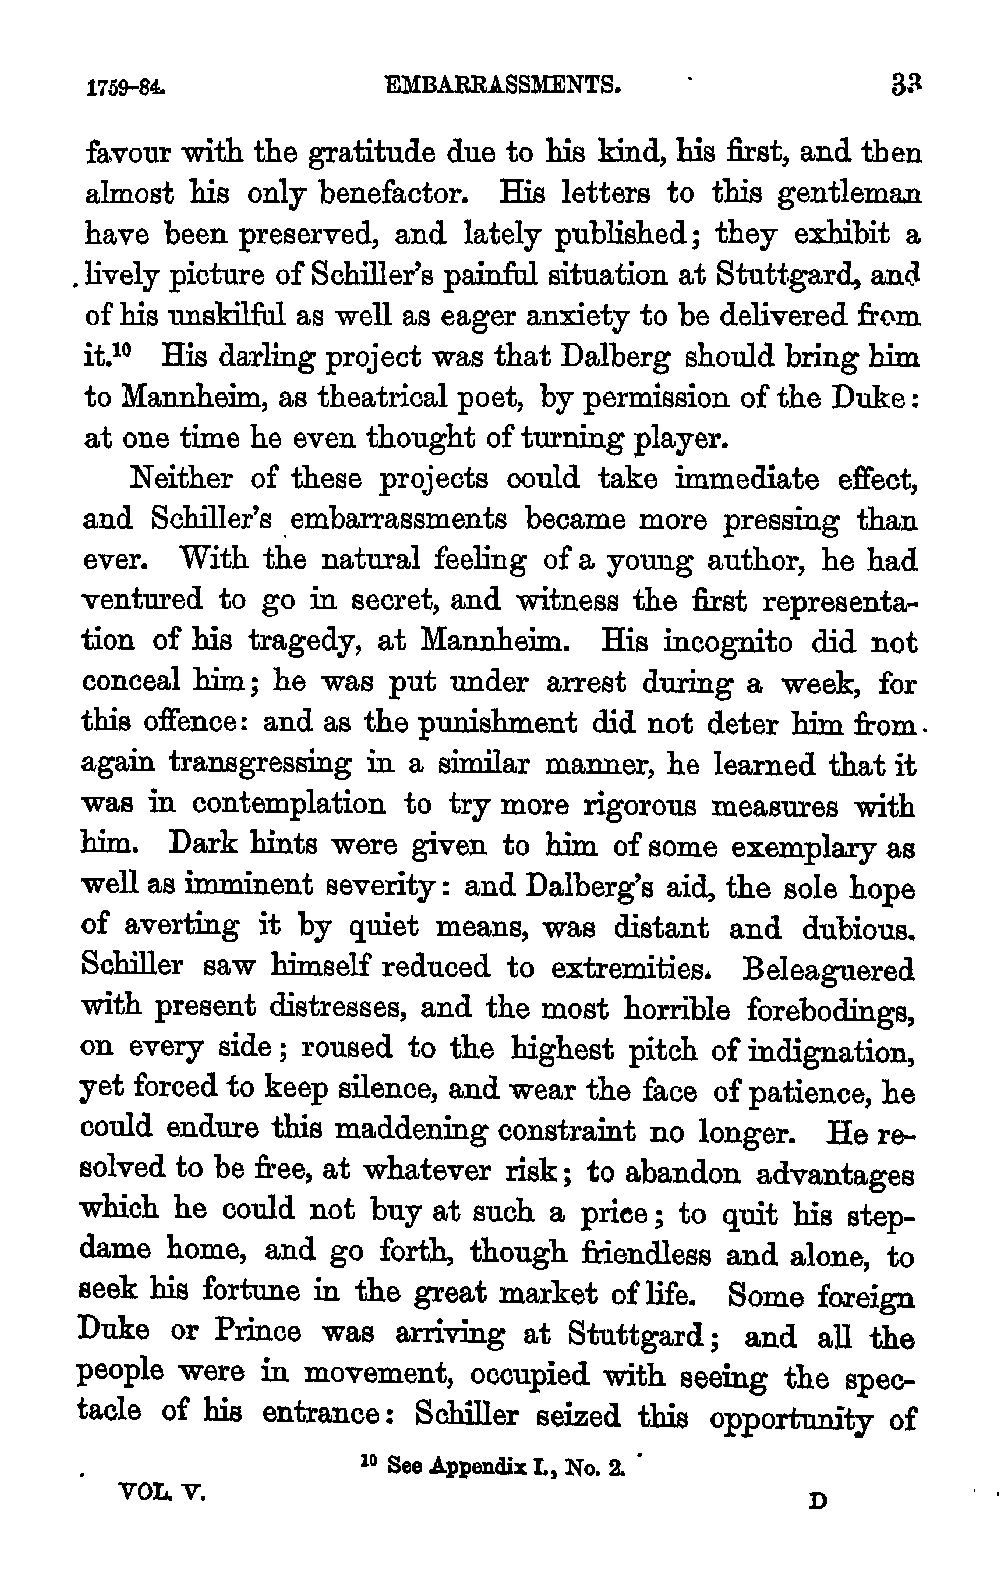 1759–84. EMBARRASSMENTS. 33
favour with the gratitude due to his kind, his first, and then
almost his only benefactor. His letters to this gentleman
have been preserved, and lately published; they exhibit a
lively picture of Schiller's painful situation at Stuttgard, and
of his unskilful as well as eager anxiety to be delivered from
it.¹⁰ His darling project was that Dalberg should bring him
to Mannheim, as theatrical poet, by permission of the Duke:
at one time he even thought of turning player.
Neither of these projects could take immediate effect,
and Schiller's embarrassments became more pressing than
ever. With the natural feeling of a young author, he had
ventured to go in secret, and witness the first representa-
tion of his tragedy, at Mannheim. His incognito did not
conceal him; he was put under arrest during a week, for
this offence: and as the punishment did not deter him from
again transgressing in a similar manner, he learned that it
was in contemplation to try more rigorous measures with
him. Dark hints were given to him of some exemplary as
well as imminent severity: and Dalberg's aid, the sole hope
of averting it by quiet means, was distant and dubious.
Schiller saw himself reduced to extremities. Beleaguered
with present distresses, and the most horrible forebodings,
on every side; roused to the highest pitch of indignation,
yet forced to keep silence, and wear the face of patience, he
could endure this maddening constraint no longer. He re-
solved to be free, at whatever risk; to abandon advantages
which he could not buy at such a price; to quit his step-
dame home, and go forth, though friendless and alone, to
seek his fortune in the great market of life. Some foreign
Duke or Prince was arriving at Stuttgard; and all the
people were in movement, occupied with seeing the spec-
tacle of his entrance: Schiller seized this opportunity of
¹⁰ See Appendix I., No. 2.
VOL. V. D